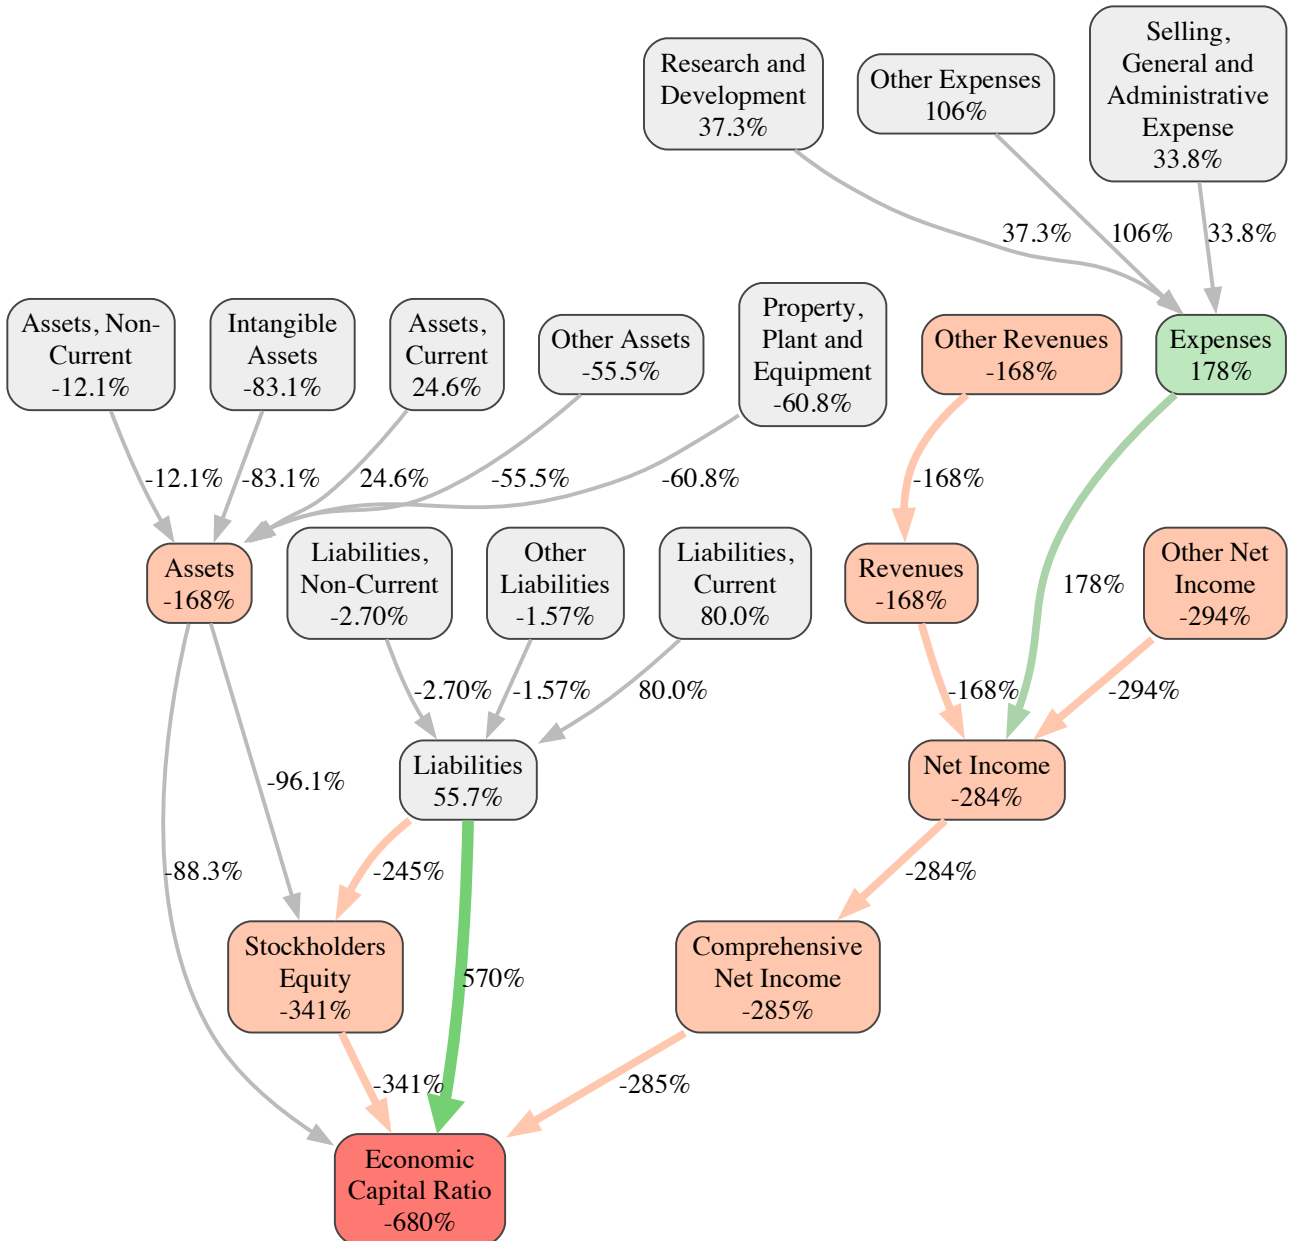 Research and
Development
37.3%
Other Expenses
106%
Selling,
General and
Administrative
Expense
33.8%
37.3%
106%
33.8%
Assets, Non-
Current
-12.1%
Intangible
Assets
-83.1%
Assets,
Current
24.6%
Other Assets
-55.5%
Property,
Plant and
Equipment
-60.8%
Other Revenues
-168%
Expenses
178%
-12.1%
-83.1%
24.6%
-55.5%
-60.8%
-168%
178%
Assets
-168%
Liabilities,
Non-Current
-2.70%
Other
Liabilities
-1.57%
Liabilities,
Current
80.0%
Revenues
-168%
Other Net
Income
-294%
-2.70%
-1.57%
80.0%
-168%
-294%
-96.1%
Liabilities
55.7%
Net Income
-284%
-88.3%
-245%
-284%
Stockholders
Equity
-341%
570%
Comprehensive
Net Income
-285%
-341%
-285%
Economic
Capital Ratio
-680%